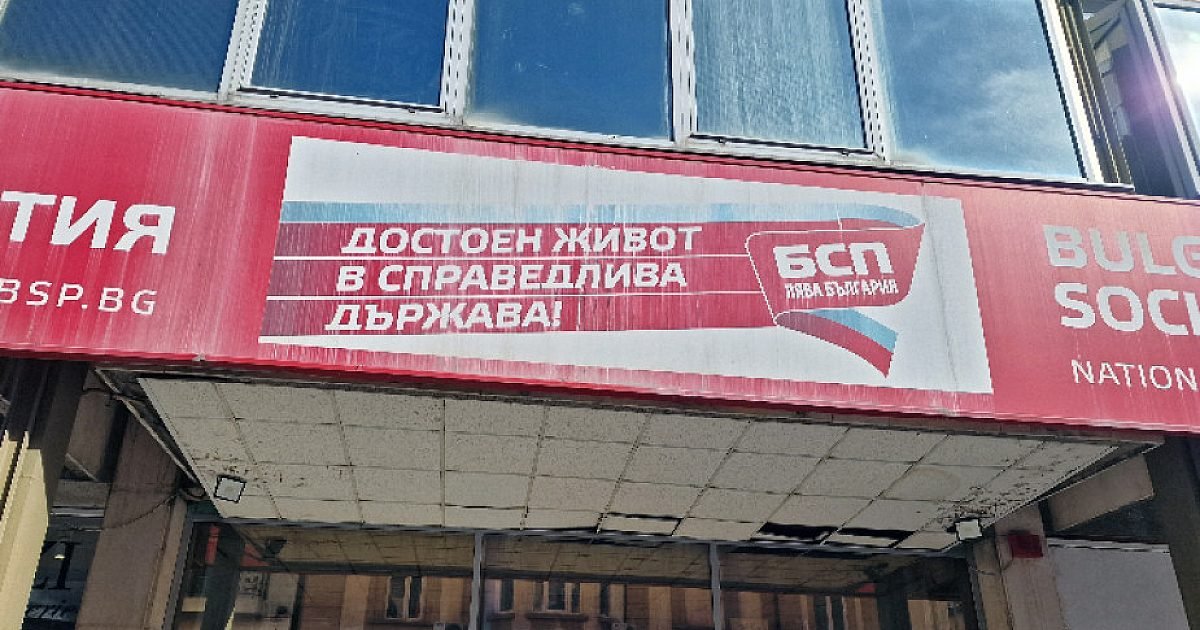 ТИЯ
BSP.BG
ДОСТОЕН ЖИВОТ
В СПРАВЕДЛИВА
ДЪРЖАВА!
БСП
ЛЯВА БЪЛГАРИЯ
BULG
SOCI
NATION